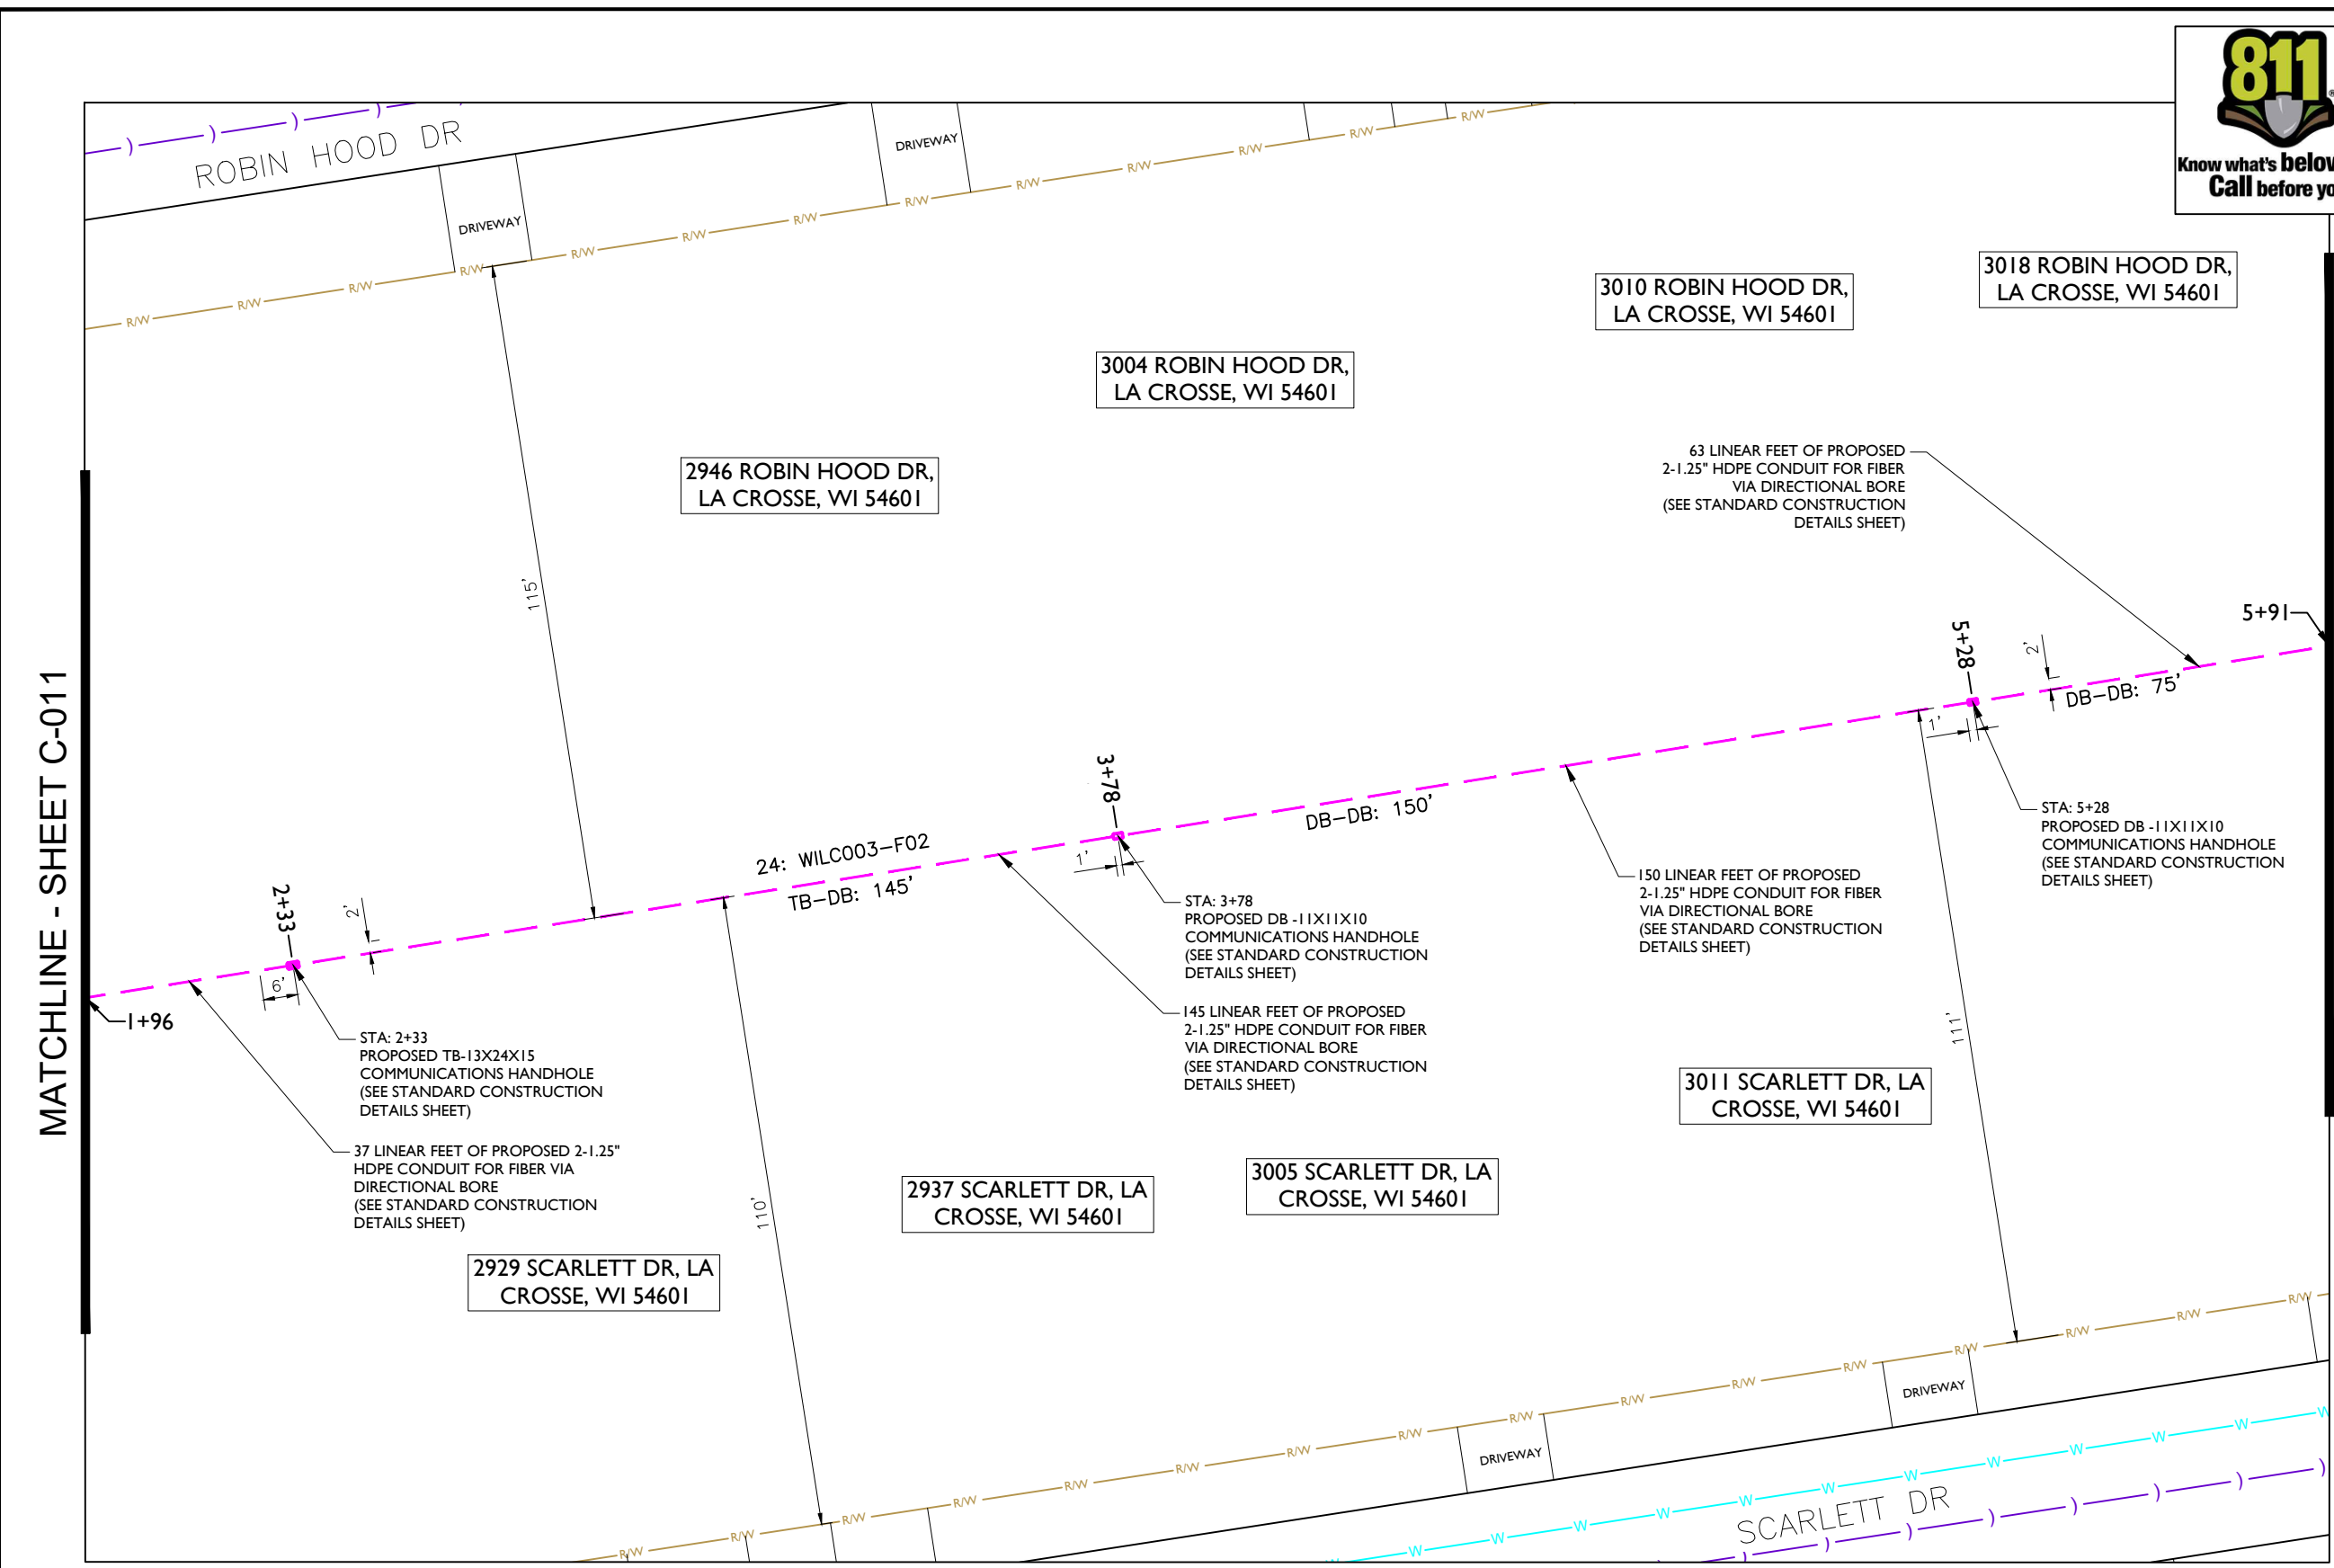 811
®
Know what's below
Call before yo
ROBIN HOOD DR
DRIVEWAY
DRIVEWAY
R/W R/W R/W R/W R/W R/W R/W R/W R/W R/W R/W R/W R/W
3018 ROBIN HOOD DR,
LA CROSSE, WI 54601
3010 ROBIN HOOD DR,
LA CROSSE, WI 54601
3004 ROBIN HOOD DR,
LA CROSSE, WI 54601
2946 ROBIN HOOD DR,
LA CROSSE, WI 54601
63 LINEAR FEET OF PROPOSED
2-1.25" HDPE CONDUIT FOR FIBER
VIA DIRECTIONAL BORE
(SEE STANDARD CONSTRUCTION
DETAILS SHEET)
115'
MATCHLINE - SHEET C-011
5+91
5+28
2'
DB-DB: 75'
1'
3+78
DB-DB: 150'
1'
24: WILC003-F02
TB-DB: 145'
2+33
2'
6'
1+96
STA: 5+28
PROPOSED DB -11X11X10
COMMUNICATIONS HANDHOLE
(SEE STANDARD CONSTRUCTION
DETAILS SHEET)
150 LINEAR FEET OF PROPOSED
2-1.25" HDPE CONDUIT FOR FIBER
VIA DIRECTIONAL BORE
(SEE STANDARD CONSTRUCTION
DETAILS SHEET)
STA: 3+78
PROPOSED DB -11X11X10
COMMUNICATIONS HANDHOLE
(SEE STANDARD CONSTRUCTION
DETAILS SHEET)
145 LINEAR FEET OF PROPOSED
2-1.25" HDPE CONDUIT FOR FIBER
VIA DIRECTIONAL BORE
(SEE STANDARD CONSTRUCTION
DETAILS SHEET)
STA: 2+33
PROPOSED TB-13X24X15
COMMUNICATIONS HANDHOLE
(SEE STANDARD CONSTRUCTION
DETAILS SHEET)
37 LINEAR FEET OF PROPOSED 2-1.25"
HDPE CONDUIT FOR FIBER VIA
DIRECTIONAL BORE
(SEE STANDARD CONSTRUCTION
DETAILS SHEET)
111'
110'
3011 SCARLETT DR, LA
CROSSE, WI 54601
3005 SCARLETT DR, LA
CROSSE, WI 54601
2937 SCARLETT DR, LA
CROSSE, WI 54601
2929 SCARLETT DR, LA
CROSSE, WI 54601
R/W R/W R/W R/W R/W R/W R/W R/W R/W R/W R/W R/W R/W R/W R/W R/W
DRIVEWAY
DRIVEWAY
W W W W W W W W W W W W W
SCARLETT DR